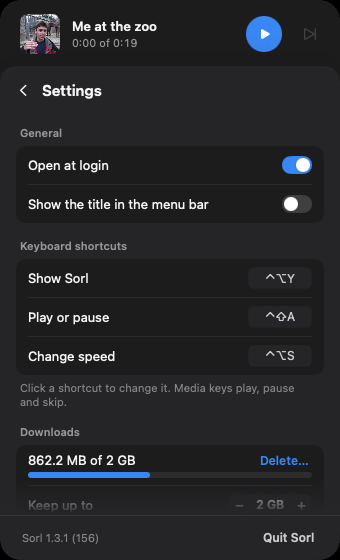 Me at the zoo
0:00 of 0:19
Settings
General
Open at login
Show the title in the menu bar
Keyboard shortcuts
Show Sorl
⌃⌥Y
Play or pause
⌃⇧A
Change speed
⌃⌥S
Click a shortcut to change it. Media keys play, pause
and skip.
Downloads
862.2 MB of 2 GB
Delete...
Keep up to
− 2 GB +
Sorl 1.3.1 (156)
Quit Sorl